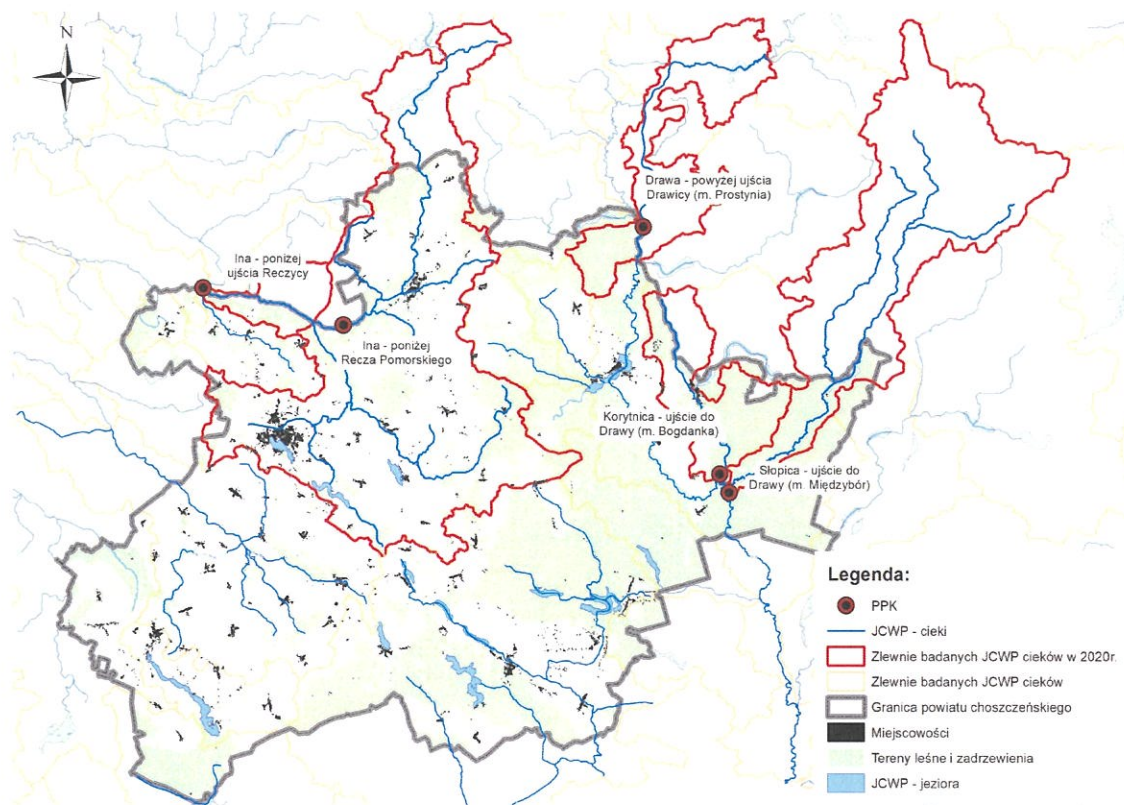 N
Drawa - powyżej ujścia
Drawicy (m. Prostynia)
Ina - poniżej
ujścia Reczycy
Ina - poniżej
Recza Pomorskiego
Korytnica - ujście do
Drawy (m. Bogdanka)
Słopica - ujście do
Drawy (m. Międzybór)
Legenda:
PPK
JCWP - cieki
Zlewnie badanych JCWP cieków w 2020r.
Zlewnie badanych JCWP cieków
Granica powiatu choszczeńskiego
Miejscowości
Tereny leśne i zadrzewienia
JCWP - jeziora